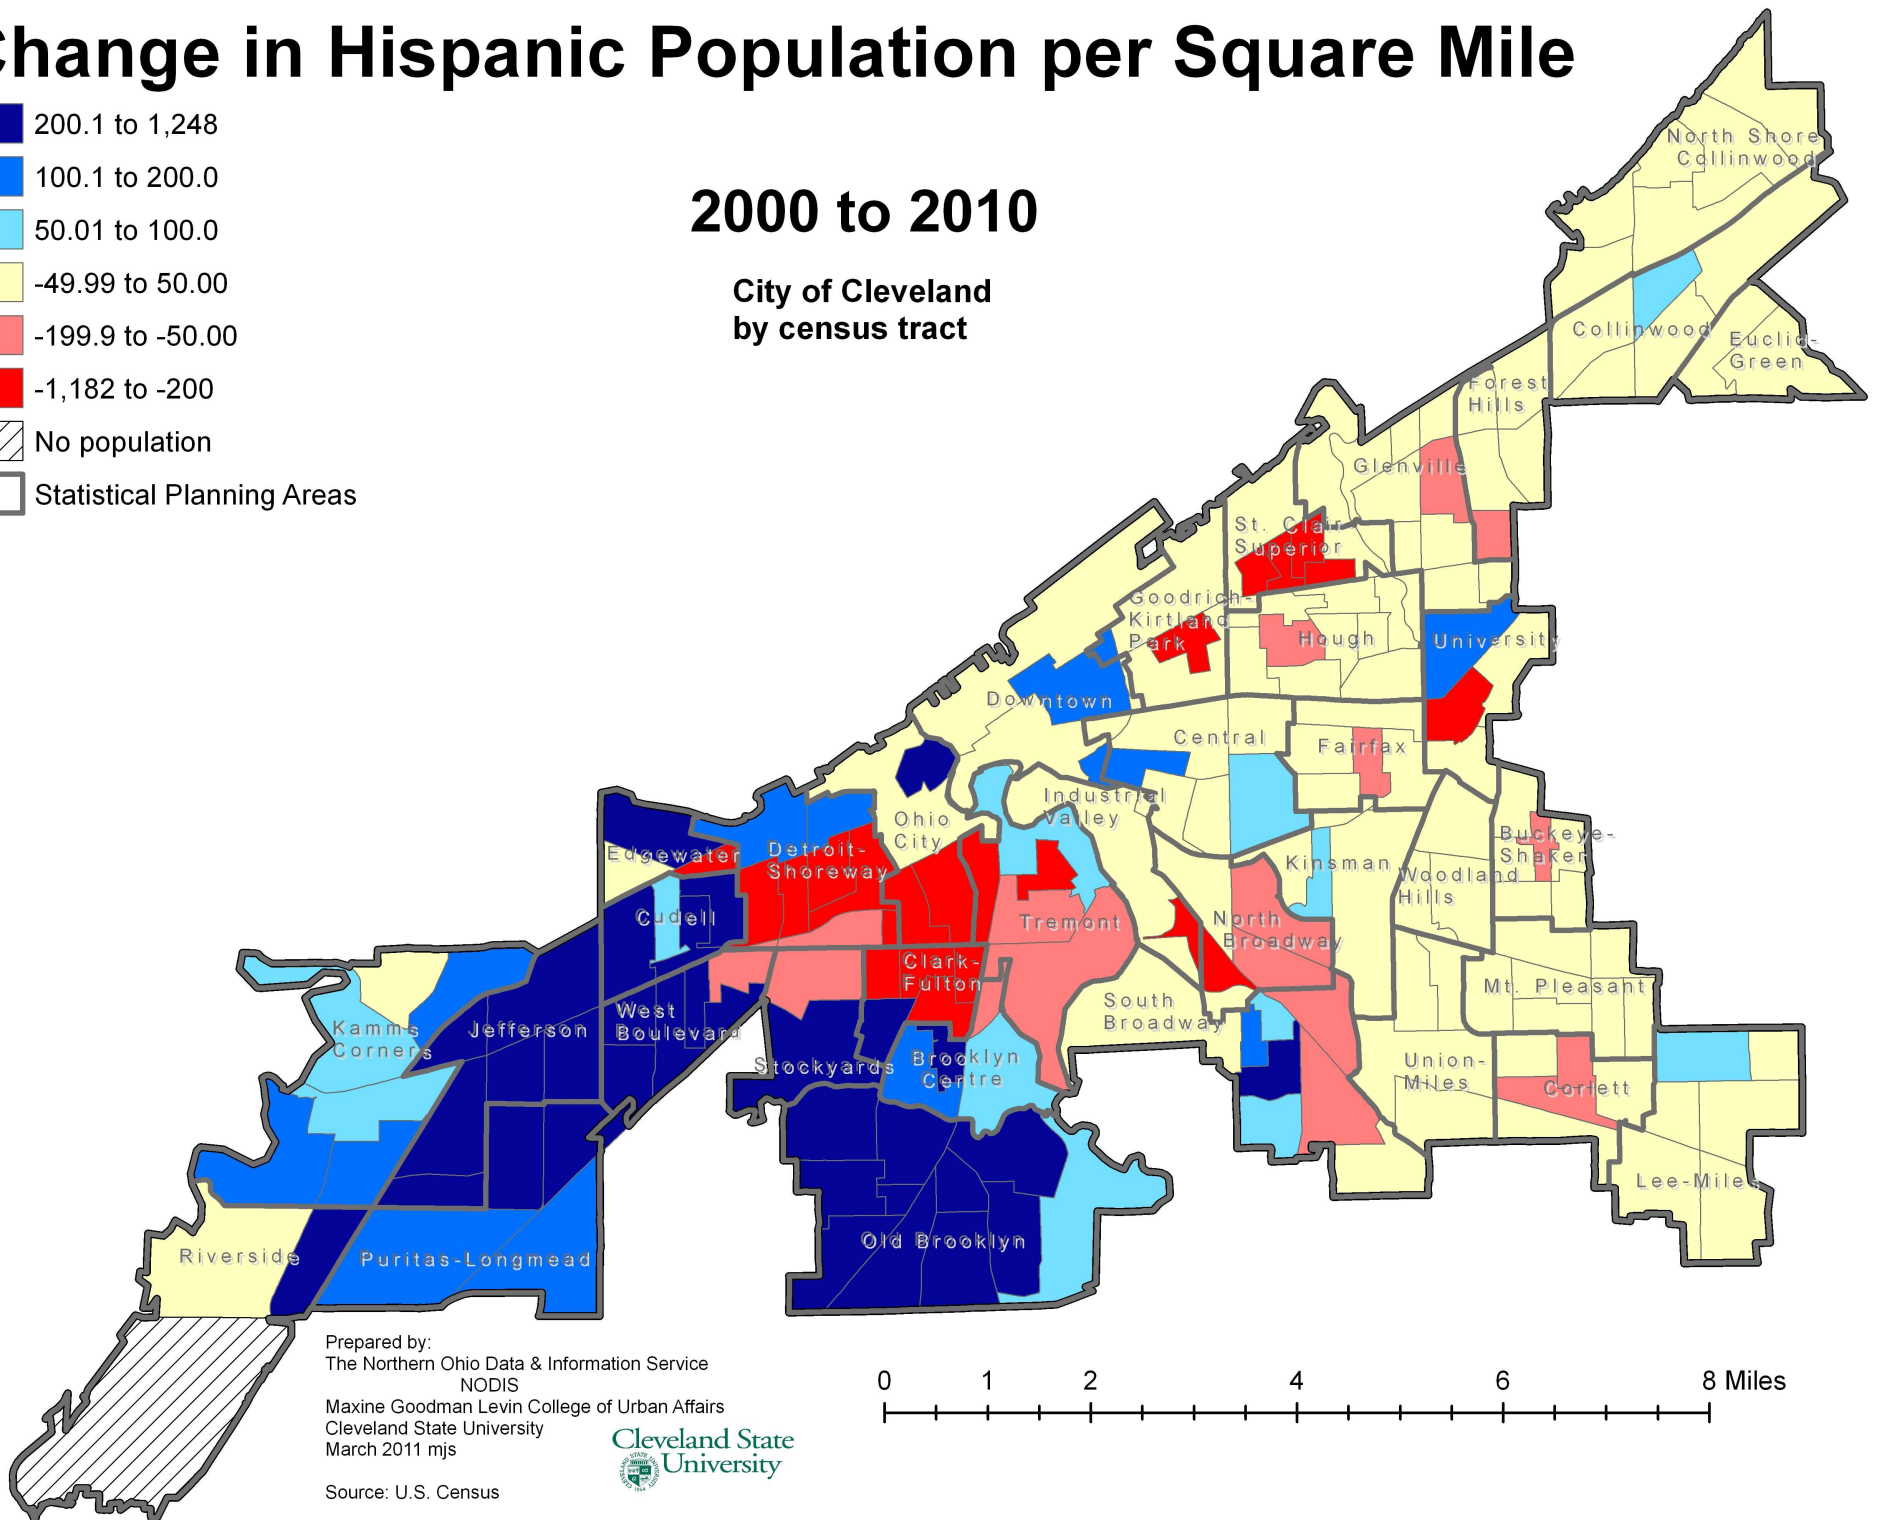 Change in Hispanic Population per Square Mile
200.1 to 1,248
100.1 to 200.0
50.01 to 100.0
-49.99 to 50.00
-199.9 to -50.00
-1,182 to -200
No population
Statistical Planning Areas
2000 to 2010
City of Cleveland
by census tract
North Shore
Collinwood
Collinwood
Euclid-
Green
Forest
Hills
Glenville
St. Clair-
Superior
Goodrich-
Kirtland
Park
Hough
University
Downtown
Central
Fairfax
Industrial
Valley
Ohio
City
Buckeye-
Shaker
Kinsman
Woodland
Hills
Edgewater
Detroit-
Shoreway
Cudell
Tremont
North
Broadway
Clark-
Fulton
Mt. Pleasant
South
Broadway
Kamms
Corners
Jefferson
West
Boulevard
Stockyards
Brooklyn
Centre
Union-
Miles
Corlett
Lee-Miles
Old Brooklyn
Riverside
Puritas-Longmead
Prepared by:
The Northern Ohio Data & Information Service
NODIS
Maxine Goodman Levin College of Urban Affairs
Cleveland State University
March 2011 mjs
Source: U.S. Census
Cleveland State
University
0 1 2 4 6 8 Miles